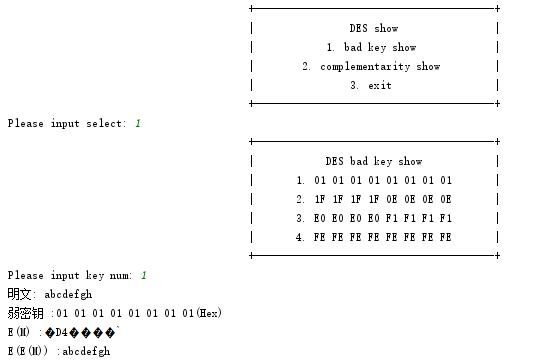 DES show
1. bad key show
2. complementarity show
3. exit
Please input select: 1
DES bad key show
1. 01 01 01 01 01 01 01 01
2. 1F 1F 1F 1F 0E 0E 0E 0E
3. E0 E0 E0 E0 F1 F1 F1 F1
4. FE FE FE FE FE FE FE FE
Please input key num: 1
明文: abcdefgh
弱密钥 :01 01 01 01 01 01 01 01(Hex)
E(M) :�D4����`
E(E(M)) :abcdefgh